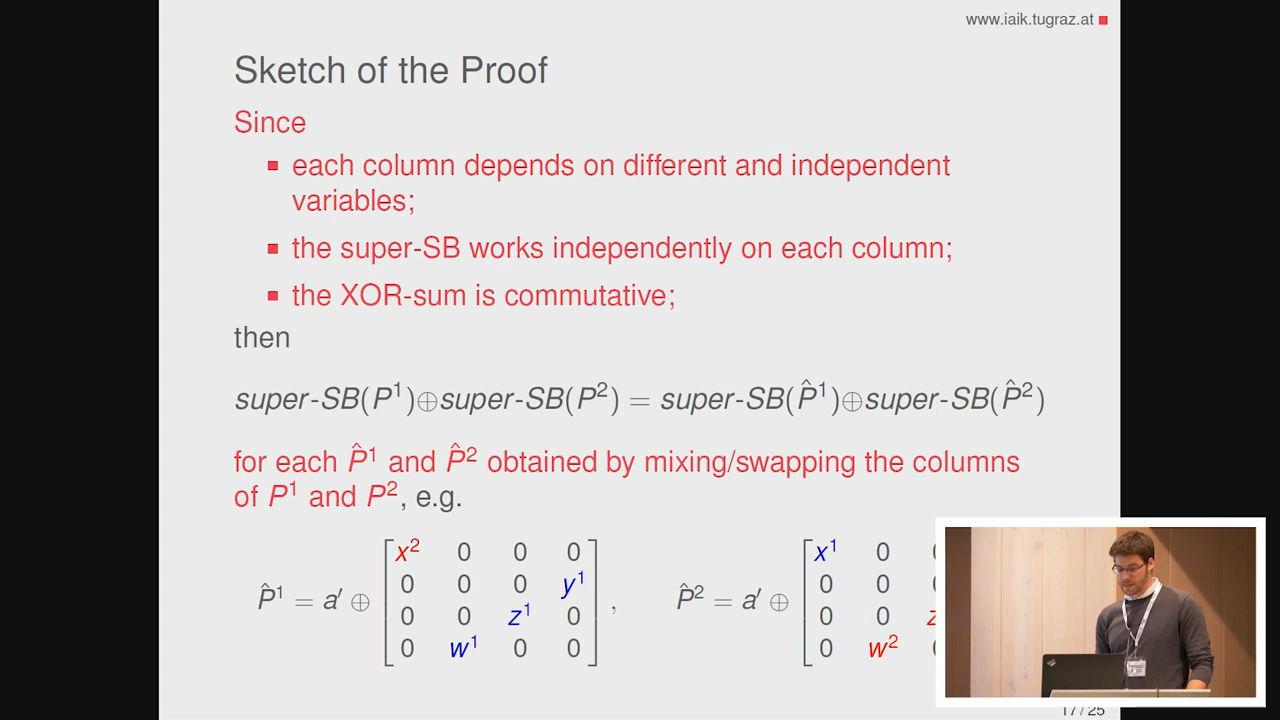 www.iaik.tugraz.at
Sketch of the Proof
Since
each column depends on different and independent
variables;
the super-SB works independently on each column;
the XOR-sum is commutative;
then
super-SB(P¹)⊕super-SB(P²) = super-SB(P̂¹)⊕super-SB(P̂²)
for each P̂¹ and P̂² obtained by mixing/swapping the columns
of P¹ and P², e.g.
x² 0 0 0 x¹ 0
0 0 0 y¹ 0 0
P̂¹ = a′ ⊕ , P̂² = a′ ⊕
0 0 z¹ 0 0 0 z
0 w¹ 0 0 0 w²
17/25